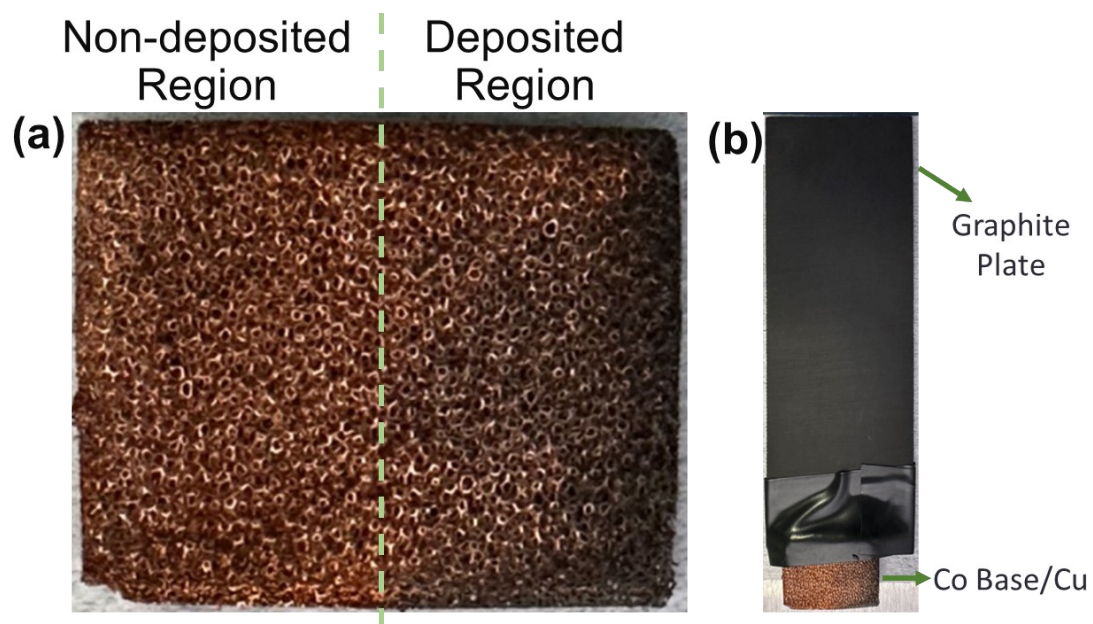 Non-deposited
Region
Deposited
Region
(a)
(b)
Graphite
Plate
Co Base/Cu